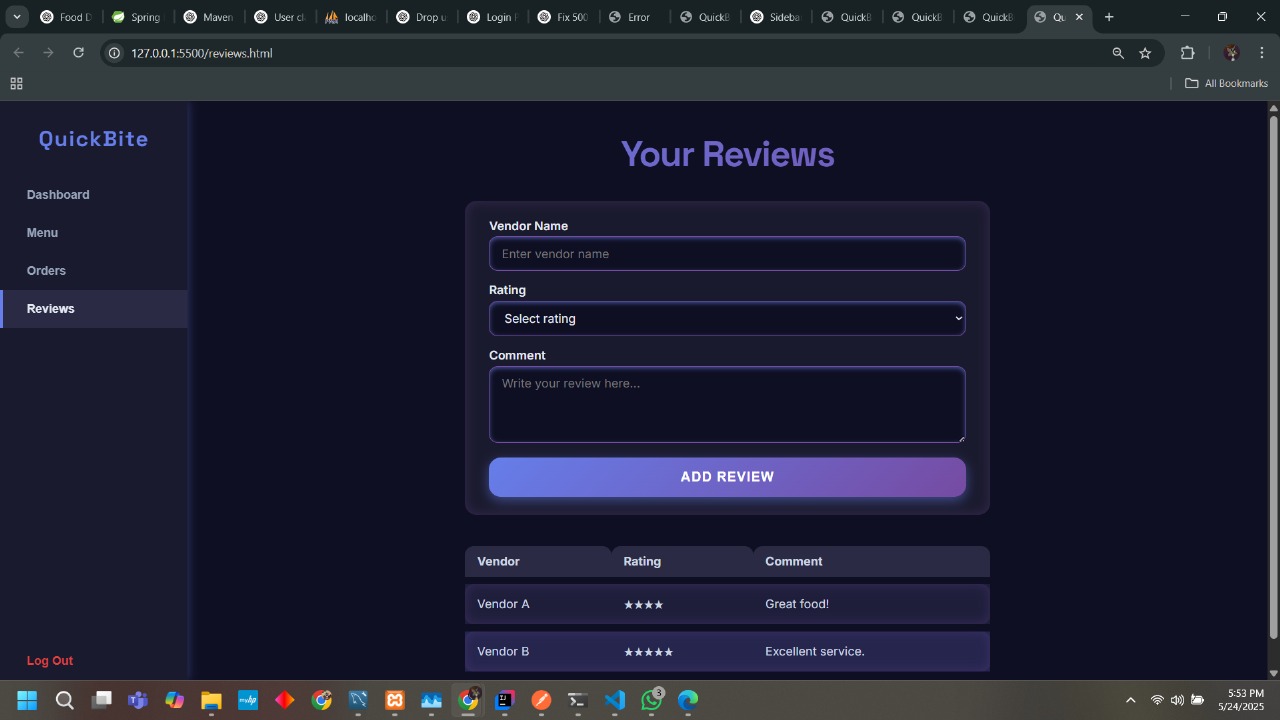 Food D
Spring
Maven
User cl
localho
Drop u
Login F
Fix 500
Error
QuickB
Sideba
QuickB
QuickB
QuickB
Qu
127.0.0.1:5500/reviews.html
All Bookmarks
QuickBite
Dashboard
Menu
Orders
Reviews
Log Out
Your Reviews
Vendor Name
Enter vendor name
Rating
Select rating
Comment
Write your review here...
ADD REVIEW
Vendor Rating Comment
Vendor A ★★★★ Great food!
Vendor B ★★★★★ Excellent service.
3
5:53 PM
5/24/2025